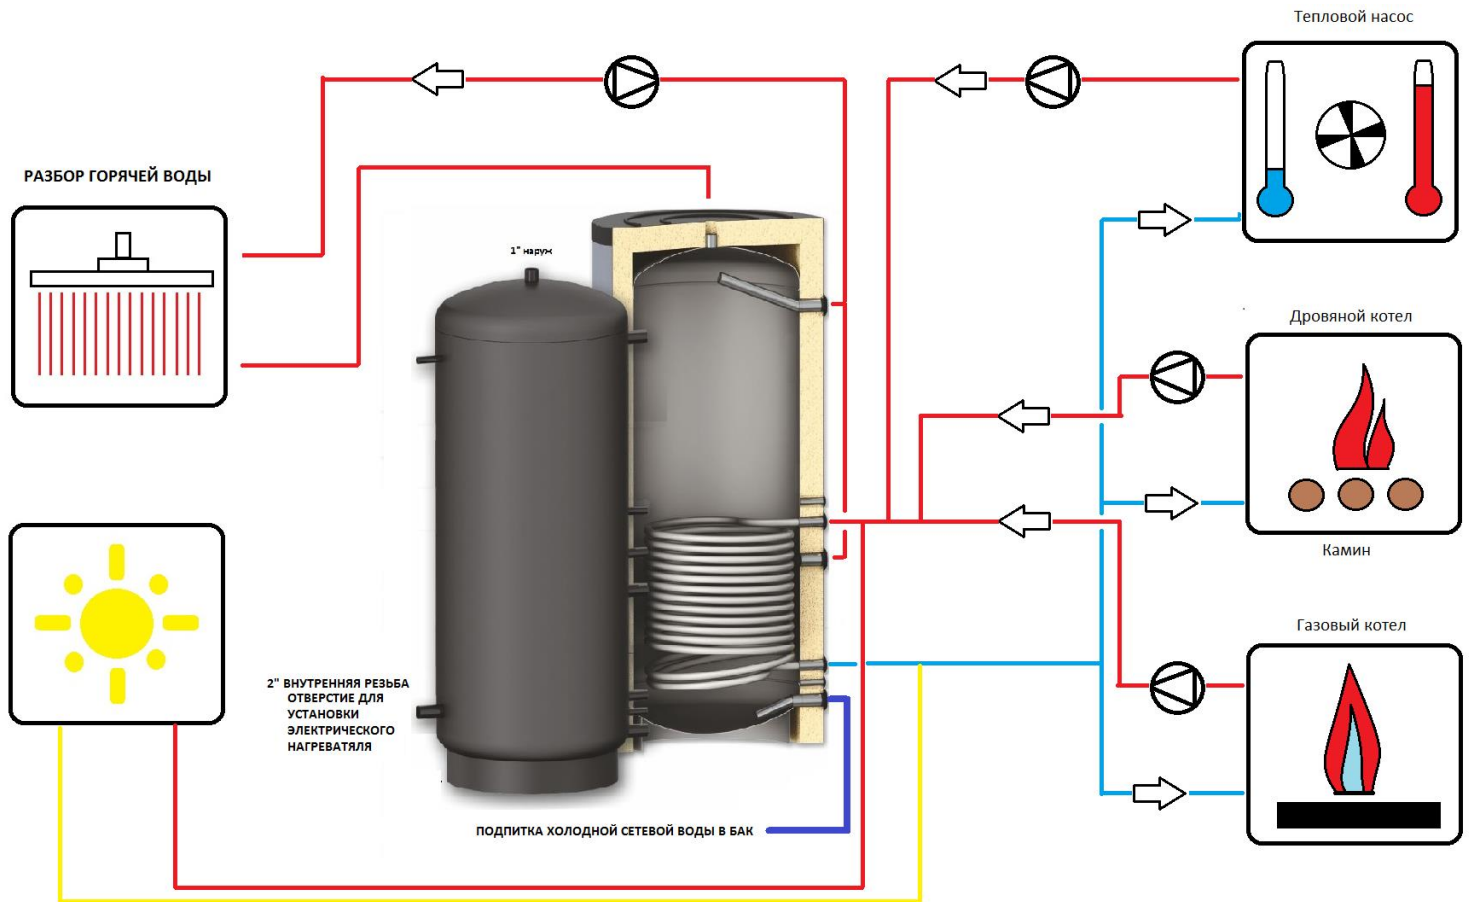 Тепловой насос
РАЗБОР ГОРЯЧЕЙ ВОДЫ
1" наруж
Дровяной котел
Камин
Газовый котел
2" ВНУТРЕННЯЯ РЕЗЬБА
ОТВЕРСТИЕ ДЛЯ
УСТАНОВКИ
ЭЛЕКТРИЧЕСКОГО
НАГРЕВАТЯЛЯ
ПОДПИТКА ХОЛОДНОЙ СЕТЕВОЙ ВОДЫ В БАК